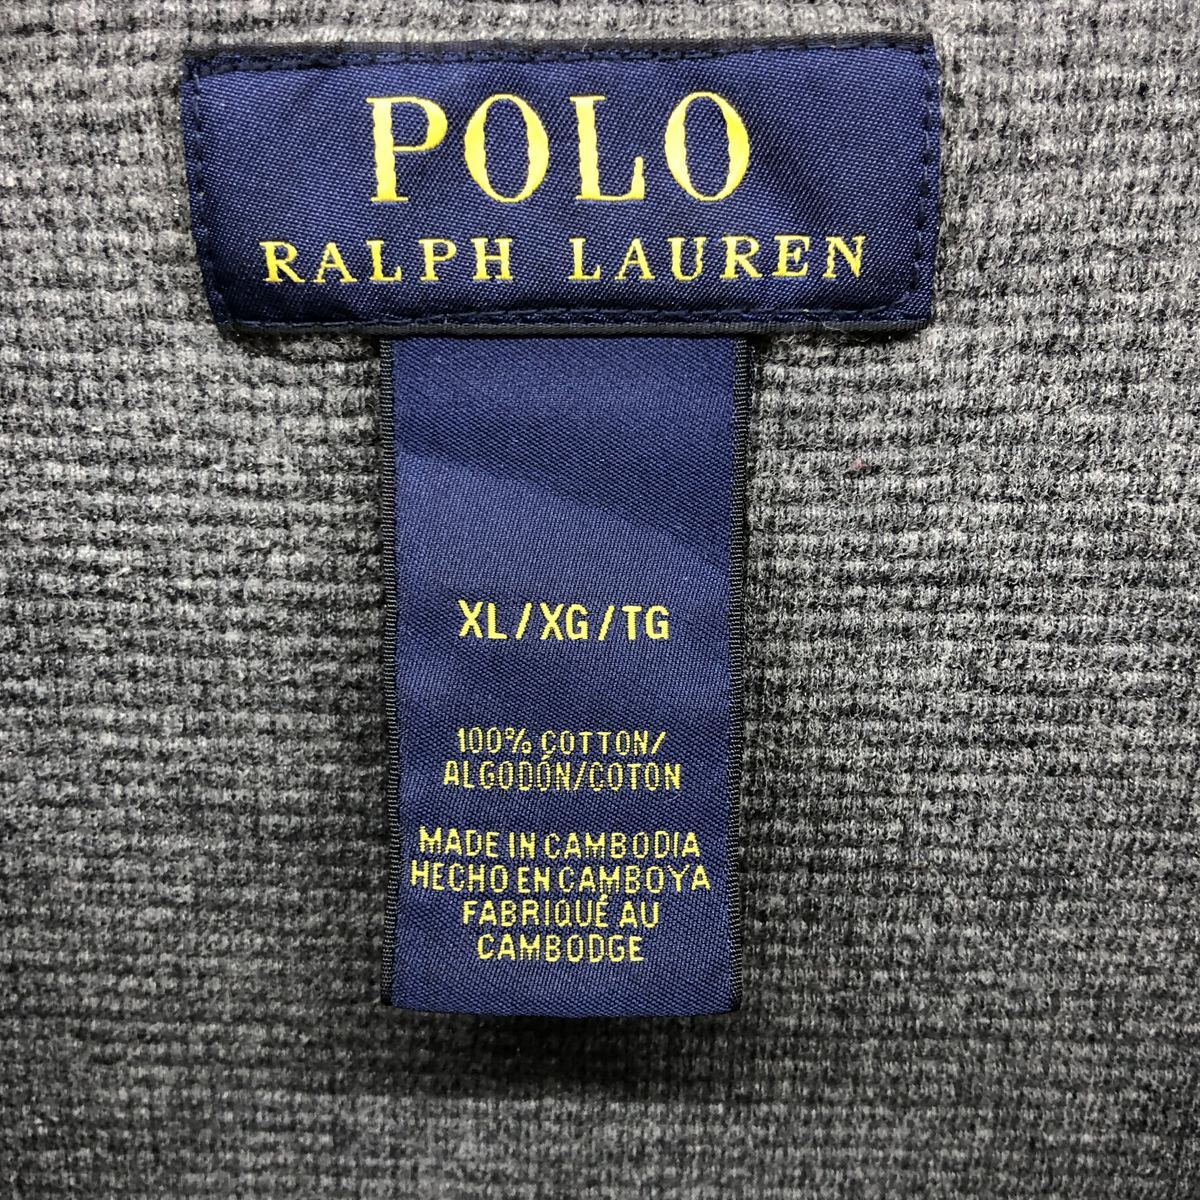 POLO
RALPH LAUREN
XL/XG/TG
100% COTTON/
ALGODÓN/COTON
MADE IN CAMBODIA
HECHO EN CAMBOYA
FABRIQUÉ AU
CAMBODGE